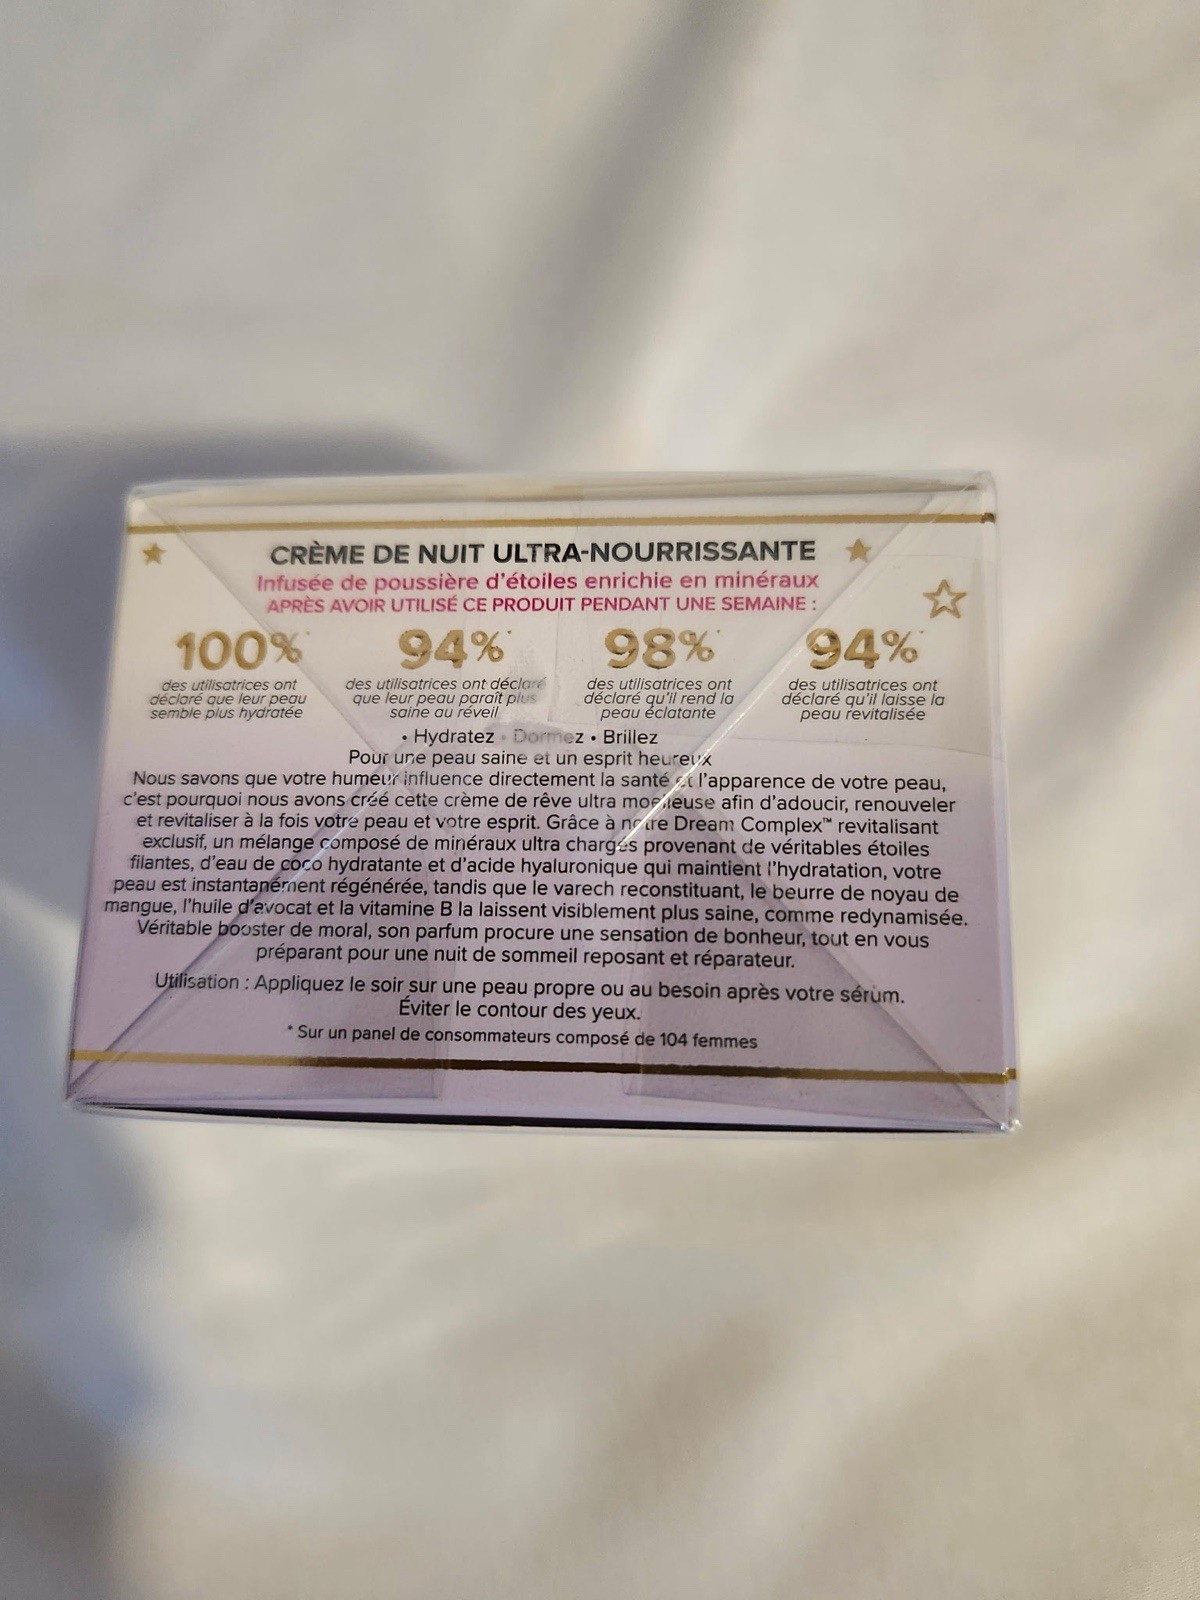 CRÈME DE NUIT ULTRA-NOURRISSANTE
Infusée de poussière d'étoiles enrichie en minéraux
APRÈS AVOIR UTILISÉ CE PRODUIT PENDANT UNE SEMAINE :
100%* 94%* 98%* 94%*
des utilisatrices ont des utilisatrices ont déclaré des utilisatrices ont des utilisatrices ont
déclaré que leur peau que leur peau paraît plus déclaré qu'il rend la déclaré qu'il laisse la
semble plus hydratée saine au réveil peau éclatante peau revitalisée
• Hydratez • Dormez • Brillez
Pour une peau saine et un esprit heureux
Nous savons que votre humeur influence directement la santé et l'apparence de votre peau,
c'est pourquoi nous avons créé cette crème de rêve ultra moelleuse afin d'adoucir, renouveler
et revitaliser à la fois votre peau et votre esprit. Grâce à notre Dream Complex™ revitalisant
exclusif, un mélange composé de minéraux ultra chargés provenant de véritables étoiles
filantes, d'eau de coco hydratante et d'acide hyaluronique qui maintient l'hydratation, votre
peau est instantanément régénérée, tandis que le varech reconstituant, le beurre de noyau de
mangue, l'huile d'avocat et la vitamine B la laissent visiblement plus saine, comme redynamisée.
Véritable booster de moral, son parfum procure une sensation de bonheur, tout en vous
préparant pour une nuit de sommeil reposant et réparateur.
Utilisation : Appliquez le soir sur une peau propre ou au besoin après votre sérum.
Éviter le contour des yeux.
* Sur un panel de consommateurs composé de 104 femmes